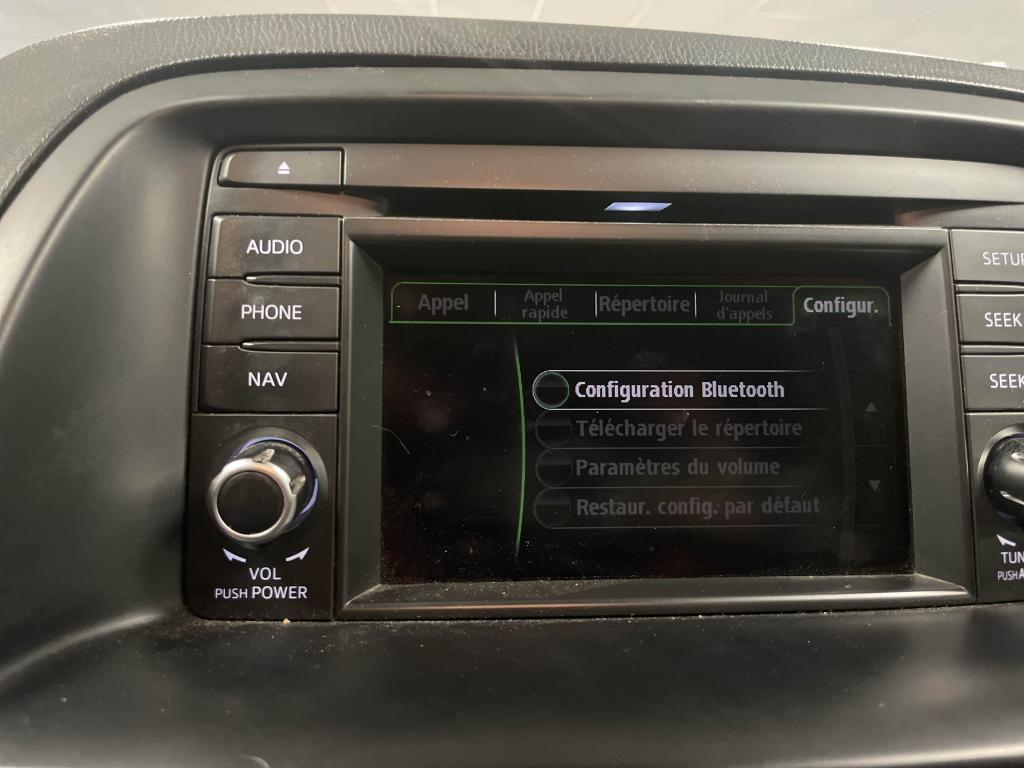 AUDIO
PHONE
NAV
VOL
PUSH POWER
Appel
Appel
rapide
Répertoire
Journal
d'appels
Configur.
Configuration Bluetooth
Télécharger le répertoire
Paramètres du volume
Restaur. config. par défaut
SETUP
SEEK
SEEK
TUN
PUSH A